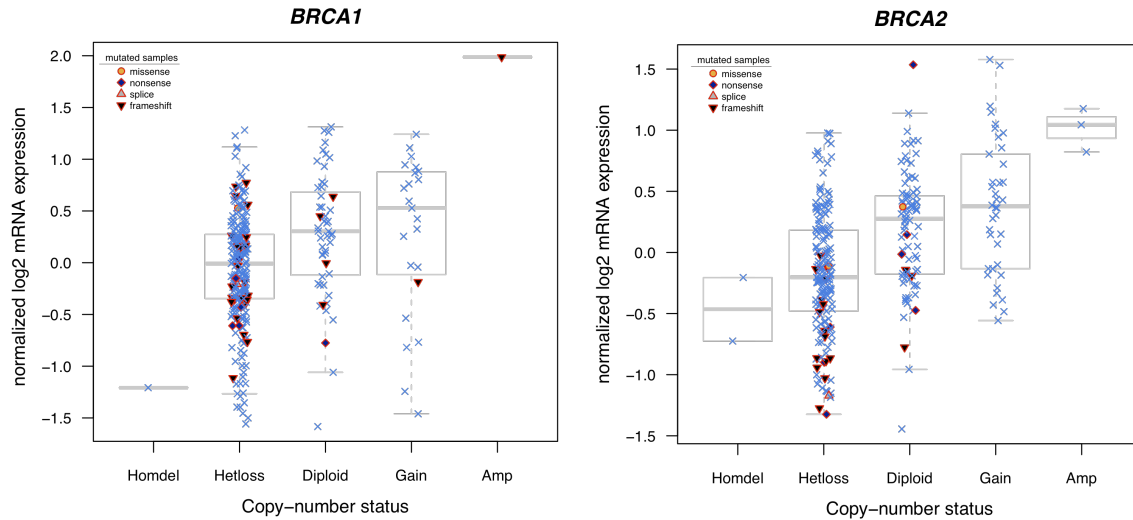 BRCA1
mutated samples
missense
nonsense
splice
frameshift
normalized log2 mRNA expression
2.0
1.5
1.0
0.5
0.0
−0.5
−1.0
−1.5
Homdel Hetloss Diploid Gain Amp
Copy−number status
BRCA2
mutated samples
missense
nonsense
splice
frameshift
normalized log2 mRNA expression
1.5
1.0
0.5
0.0
−0.5
−1.0
−1.5
Homdel Hetloss Diploid Gain Amp
Copy−number status